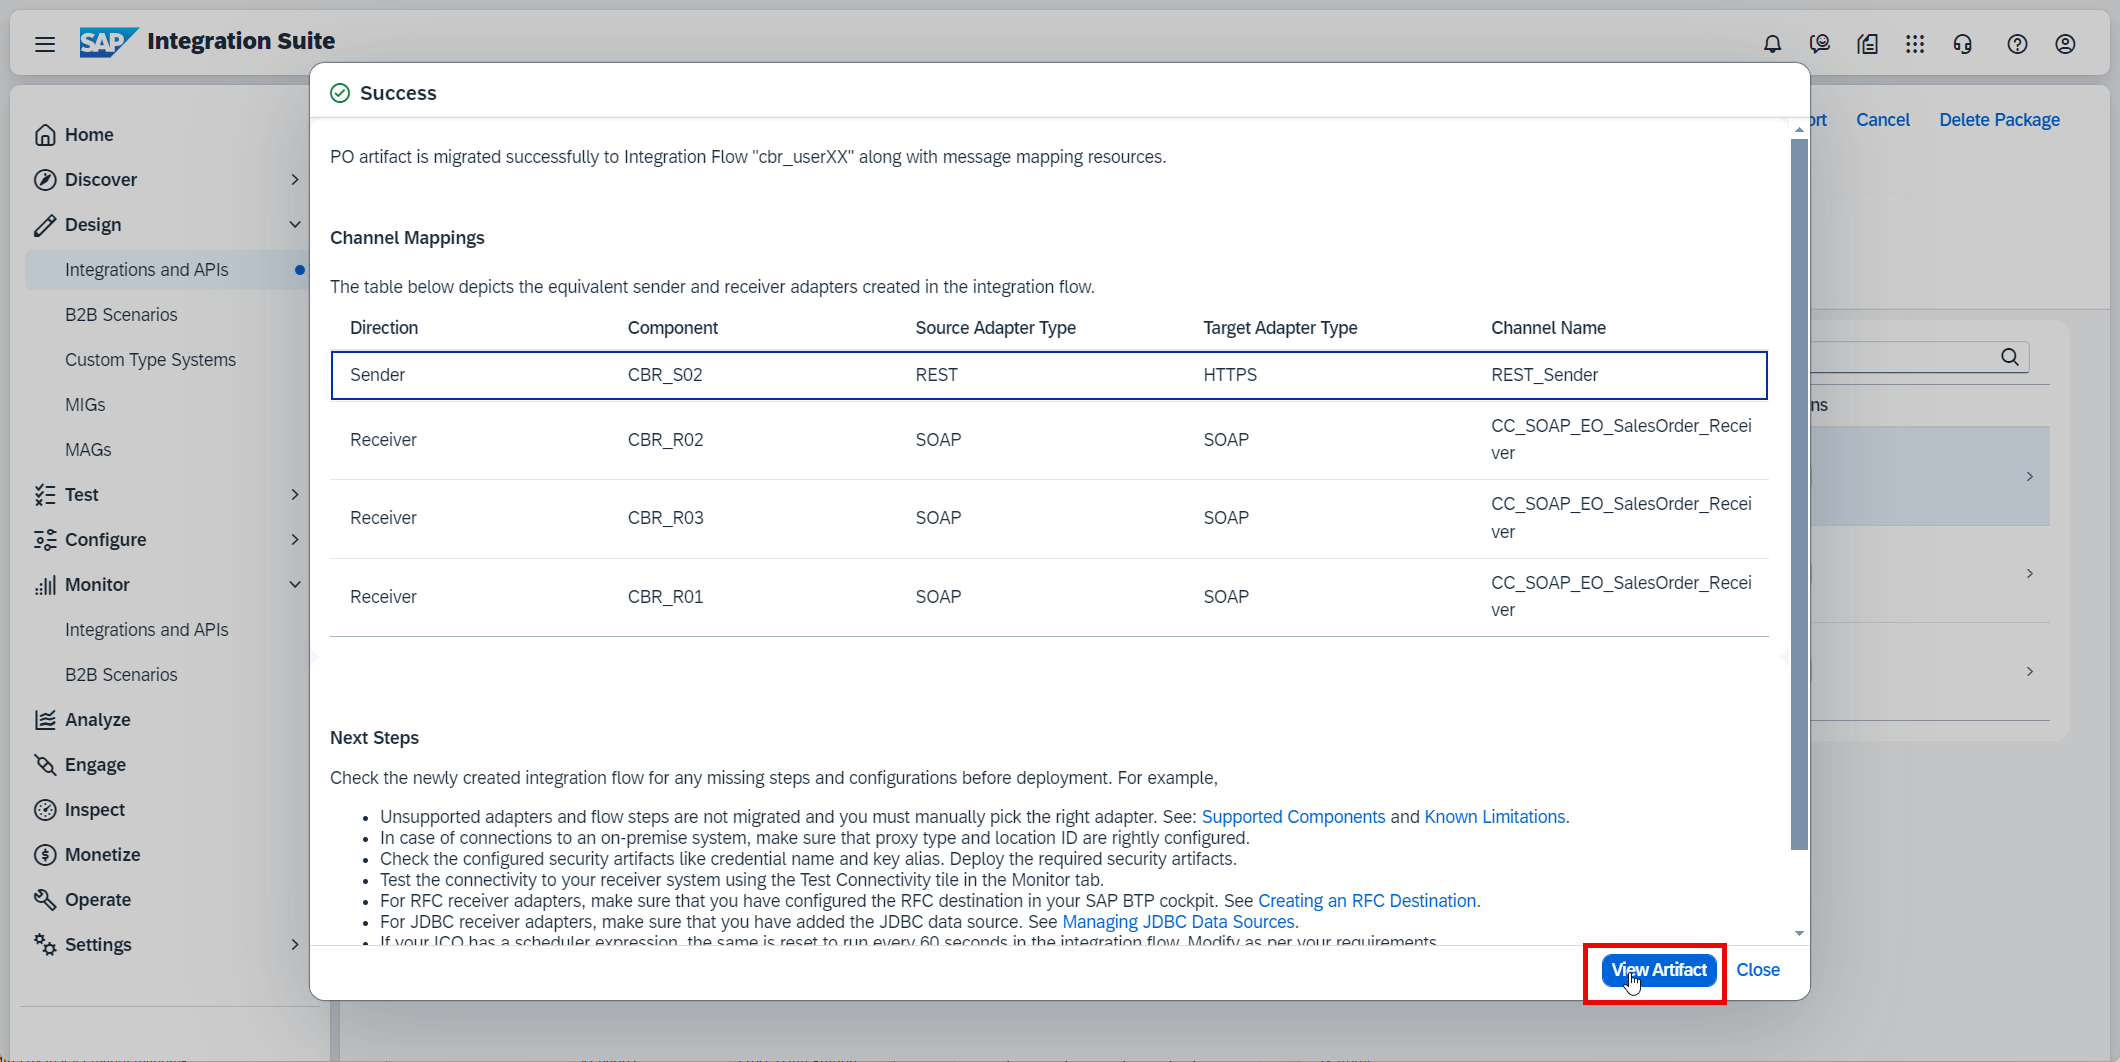 SAP Integration Suite
Success
ort Cancel Delete Package
Home
Discover
Design
Integrations and APIs
B2B Scenarios
Custom Type Systems
MIGs
MAGs
Test
Configure
Monitor
Integrations and APIs
B2B Scenarios
Analyze
Engage
Inspect
Monetize
Operate
Settings
PO artifact is migrated successfully to Integration Flow "cbr_userXX" along with message mapping resources.
Channel Mappings
The table below depicts the equivalent sender and receiver adapters created in the integration flow.
Direction Component Source Adapter Type Target Adapter Type Channel Name
Sender CBR_S02 REST HTTPS REST_Sender
Receiver CBR_R02 SOAP SOAP CC_SOAP_EO_SalesOrder_Recei
ver
Receiver CBR_R03 SOAP SOAP CC_SOAP_EO_SalesOrder_Recei
ver
Receiver CBR_R01 SOAP SOAP CC_SOAP_EO_SalesOrder_Recei
ver
ns
Next Steps
Check the newly created integration flow for any missing steps and configurations before deployment. For example,
• Unsupported adapters and flow steps are not migrated and you must manually pick the right adapter. See: Supported Components and Known Limitations.
• In case of connections to an on-premise system, make sure that proxy type and location ID are rightly configured.
• Check the configured security artifacts like credential name and key alias. Deploy the required security artifacts.
• Test the connectivity to your receiver system using the Test Connectivity tile in the Monitor tab.
• For RFC receiver adapters, make sure that you have configured the RFC destination in your SAP BTP cockpit. See Creating an RFC Destination.
• For JDBC receiver adapters, make sure that you have added the JDBC data source. See Managing JDBC Data Sources.
• If your ICO has a scheduler expression, the same is reset to run every 60 seconds in the integration flow. Modify as per your requirements.
View Artifact Close